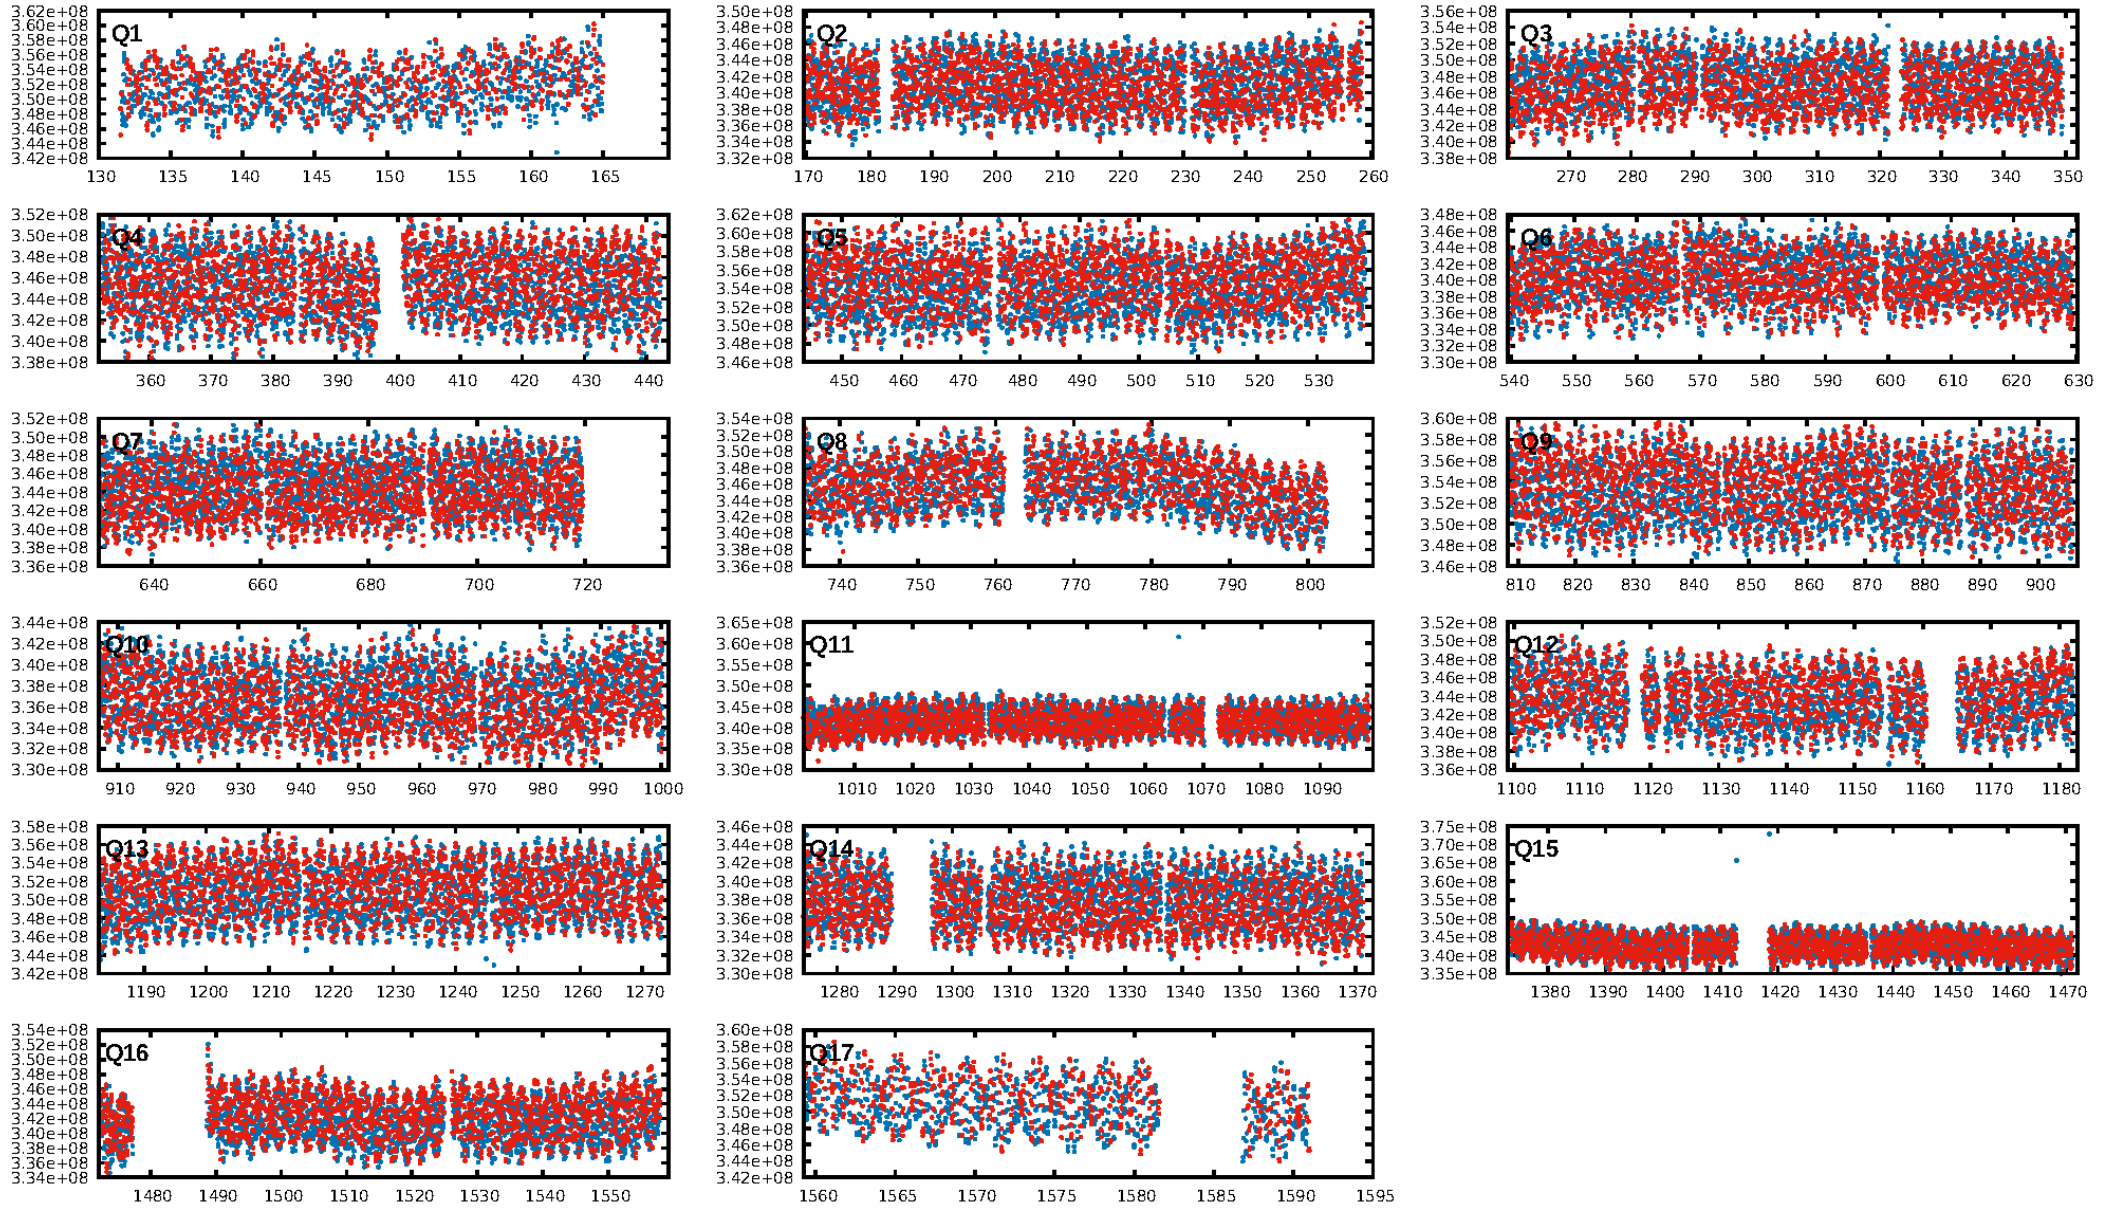 3.62e+08
3.60e+08
Q1
3.58e+08
3.56e+08
3.54e+08
3.52e+08
3.50e+08
3.48e+08
3.46e+08
3.44e+08
3.42e+08
130 135 140 145 150 155 160 165
3.50e+08
3.48e+08
Q2
3.46e+08
3.44e+08
3.42e+08
3.40e+08
3.38e+08
3.36e+08
3.34e+08
3.32e+08
170 180 190 200 210 220 230 240 250 260
3.56e+08
3.54e+08
Q3
3.52e+08
3.50e+08
3.48e+08
3.46e+08
3.44e+08
3.42e+08
3.40e+08
3.38e+08
270 280 290 300 310 320 330 340 350
3.52e+08
3.50e+08
Q4
3.48e+08
3.46e+08
3.44e+08
3.42e+08
3.40e+08
3.38e+08
360 370 380 390 400 410 420 430 440
3.62e+08
3.60e+08
Q5
3.58e+08
3.56e+08
3.54e+08
3.52e+08
3.50e+08
3.48e+08
3.46e+08
450 460 470 480 490 500 510 520 530
3.48e+08
3.46e+08
Q6
3.44e+08
3.42e+08
3.40e+08
3.38e+08
3.36e+08
3.34e+08
3.32e+08
3.30e+08
540 550 560 570 580 590 600 610 620 630
3.52e+08
3.50e+08
Q7
3.48e+08
3.46e+08
3.44e+08
3.42e+08
3.40e+08
3.38e+08
3.36e+08
640 660 680 700 720
3.54e+08
3.52e+08
Q8
3.50e+08
3.48e+08
3.46e+08
3.44e+08
3.42e+08
3.40e+08
3.38e+08
3.36e+08
740 750 760 770 780 790 800
3.60e+08
3.58e+08
Q9
3.56e+08
3.54e+08
3.52e+08
3.50e+08
3.48e+08
3.46e+08
810 820 830 840 850 860 870 880 890 900
3.44e+08
3.42e+08
Q10
3.40e+08
3.38e+08
3.36e+08
3.34e+08
3.32e+08
3.30e+08
910 920 930 940 950 960 970 980 990 1000
3.65e+08
3.60e+08
Q11
3.55e+08
3.50e+08
3.45e+08
3.40e+08
3.35e+08
3.30e+08
1010 1020 1030 1040 1050 1060 1070 1080 1090
3.52e+08
3.50e+08
Q12
3.48e+08
3.46e+08
3.44e+08
3.42e+08
3.40e+08
3.38e+08
3.36e+08
1100 1110 1120 1130 1140 1150 1160 1170 1180
3.58e+08
3.56e+08
Q13
3.54e+08
3.52e+08
3.50e+08
3.48e+08
3.46e+08
3.44e+08
3.42e+08
1190 1200 1210 1220 1230 1240 1250 1260 1270
3.46e+08
3.44e+08
Q14
3.42e+08
3.40e+08
3.38e+08
3.36e+08
3.34e+08
3.32e+08
3.30e+08
1280 1290 1300 1310 1320 1330 1340 1350 1360 1370
3.75e+08
3.70e+08
Q15
3.65e+08
3.60e+08
3.55e+08
3.50e+08
3.45e+08
3.40e+08
3.35e+08
1380 1390 1400 1410 1420 1430 1440 1450 1460 1470
3.54e+08
3.52e+08
Q16
3.50e+08
3.48e+08
3.46e+08
3.44e+08
3.42e+08
3.40e+08
3.38e+08
3.36e+08
3.34e+08
1480 1490 1500 1510 1520 1530 1540 1550
3.60e+08
3.58e+08
Q17
3.56e+08
3.54e+08
3.52e+08
3.50e+08
3.48e+08
3.46e+08
3.44e+08
3.42e+08
1560 1565 1570 1575 1580 1585 1590 1595